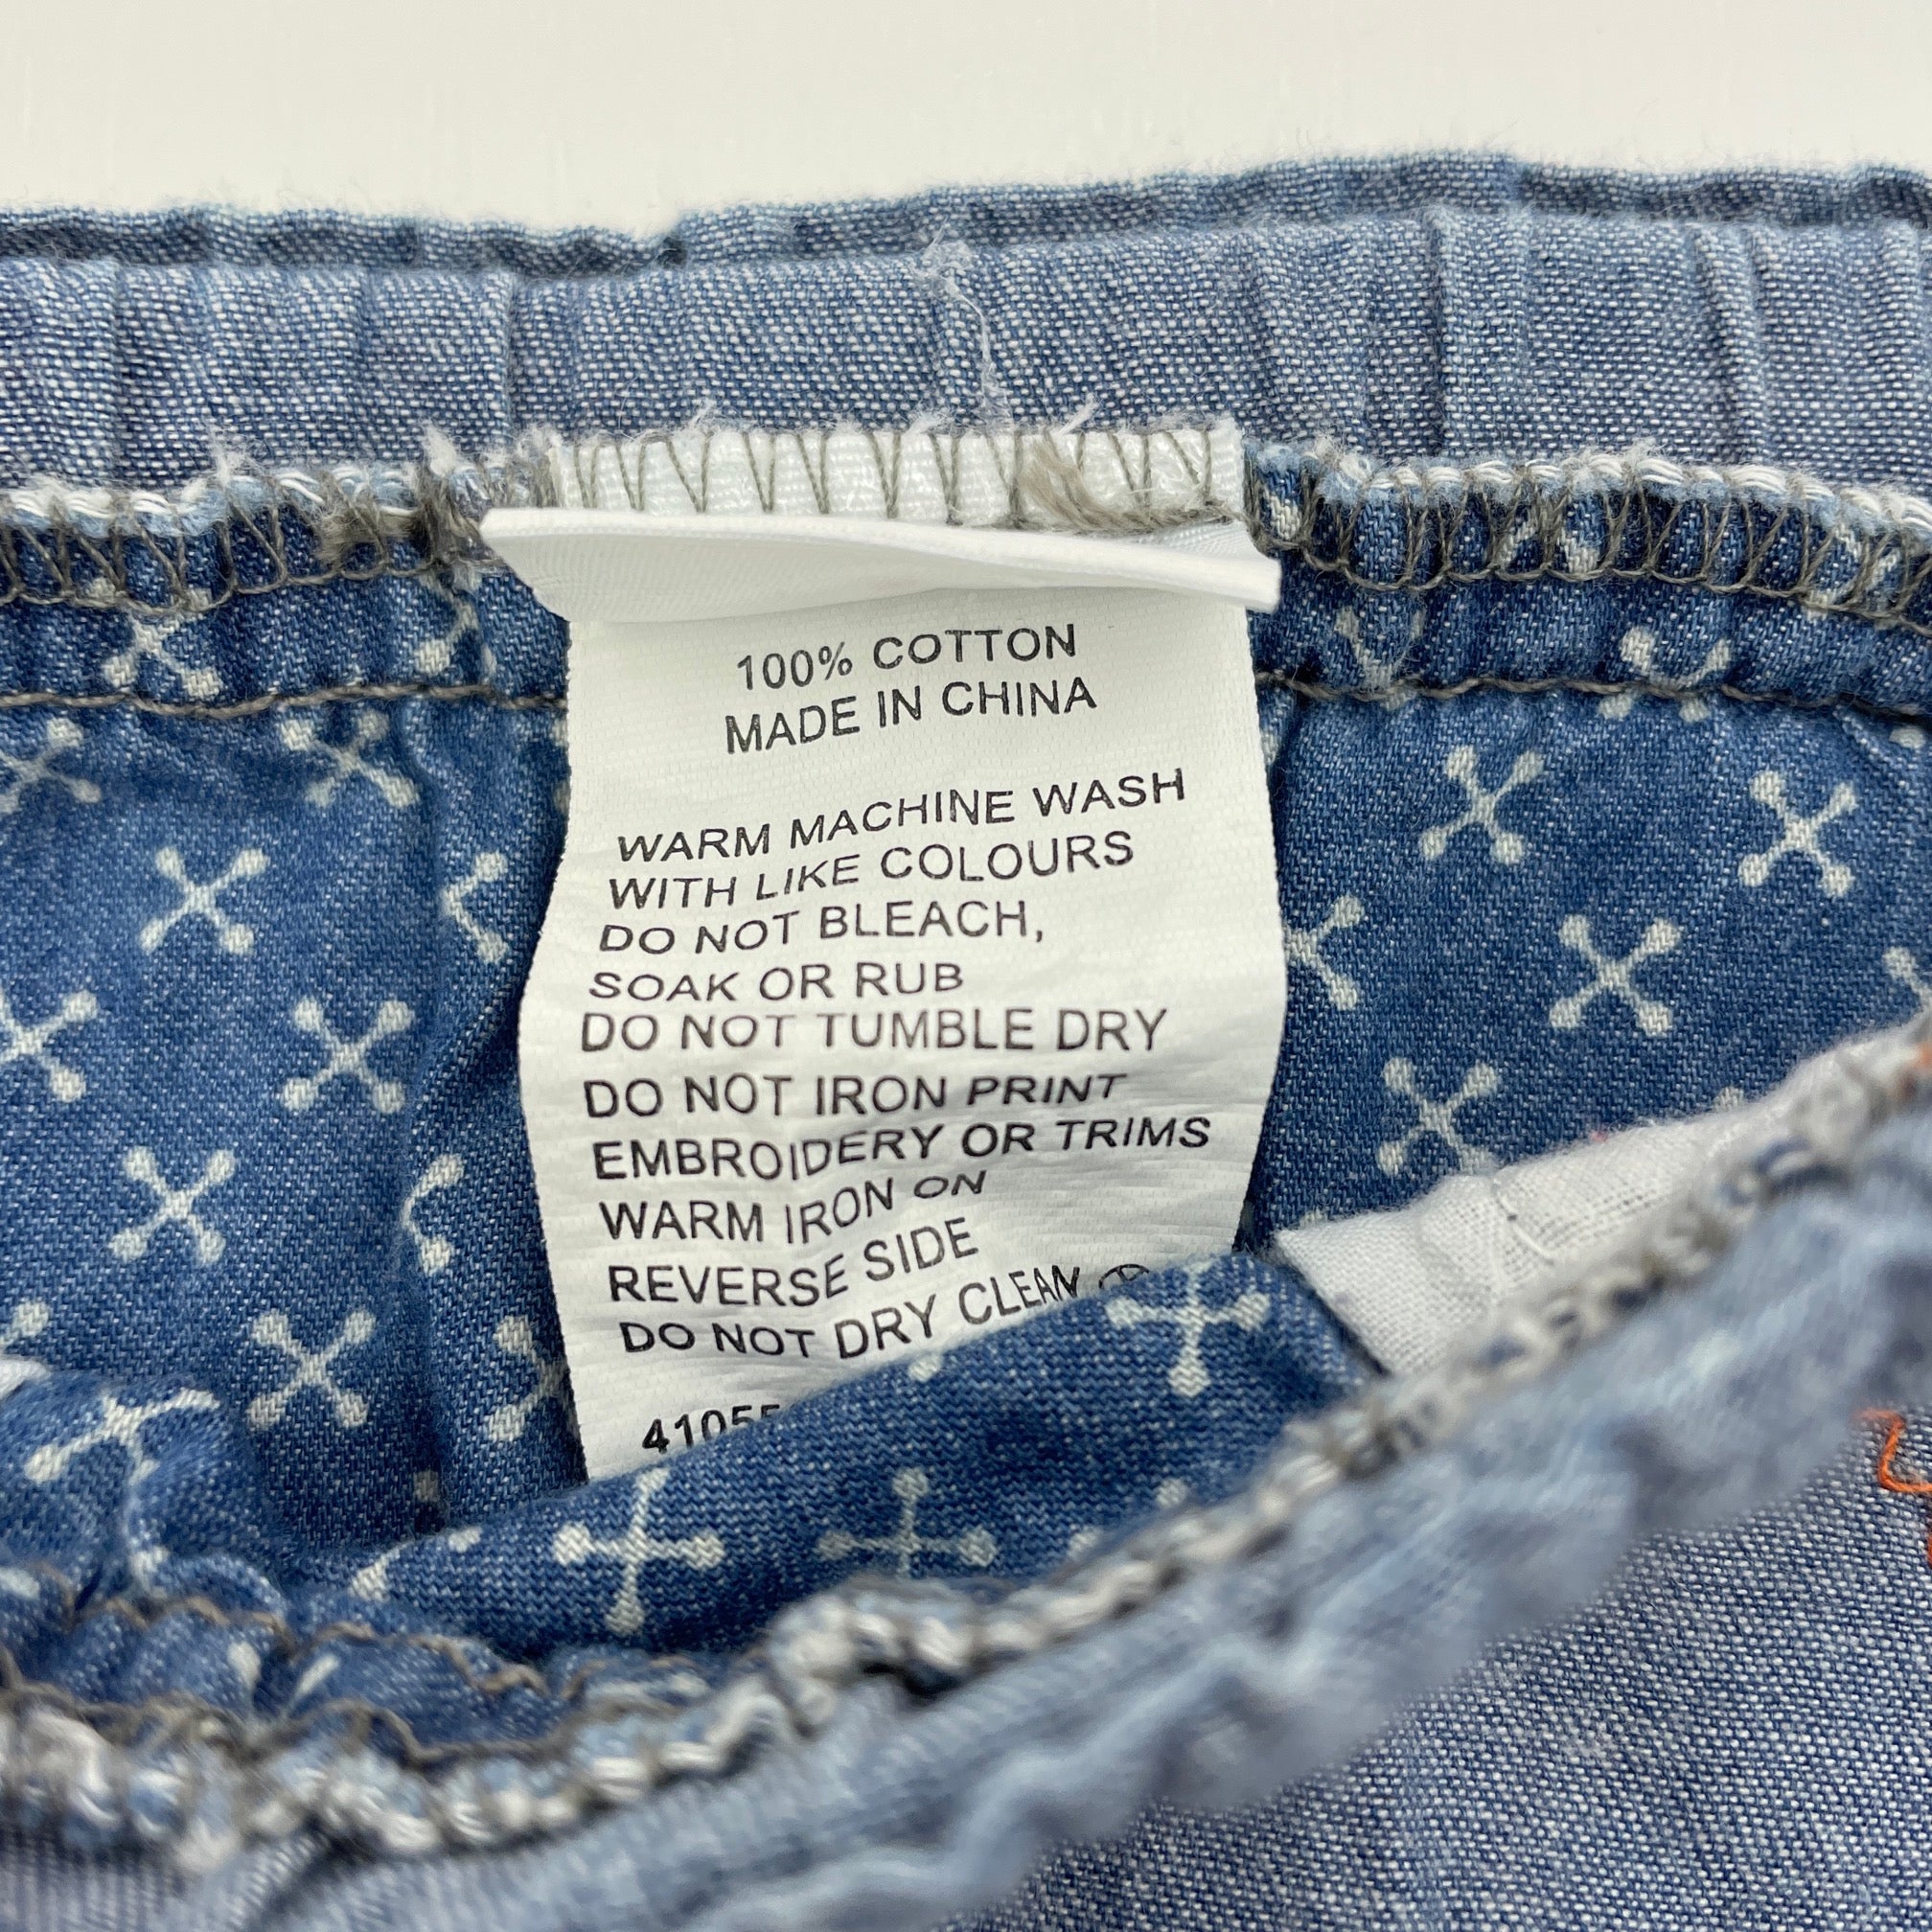 100% COTTON
MADE IN CHINA
WARM MACHINE WASH
WITH LIKE COLOURS
DO NOT BLEACH,
SOAK OR RUB
DO NOT TUMBLE DRY
DO NOT IRON PRINT
EMBROIDERY OR TRIMS
WARM IRON ON
REVERSE SIDE
DO NOT DRY CLEAN